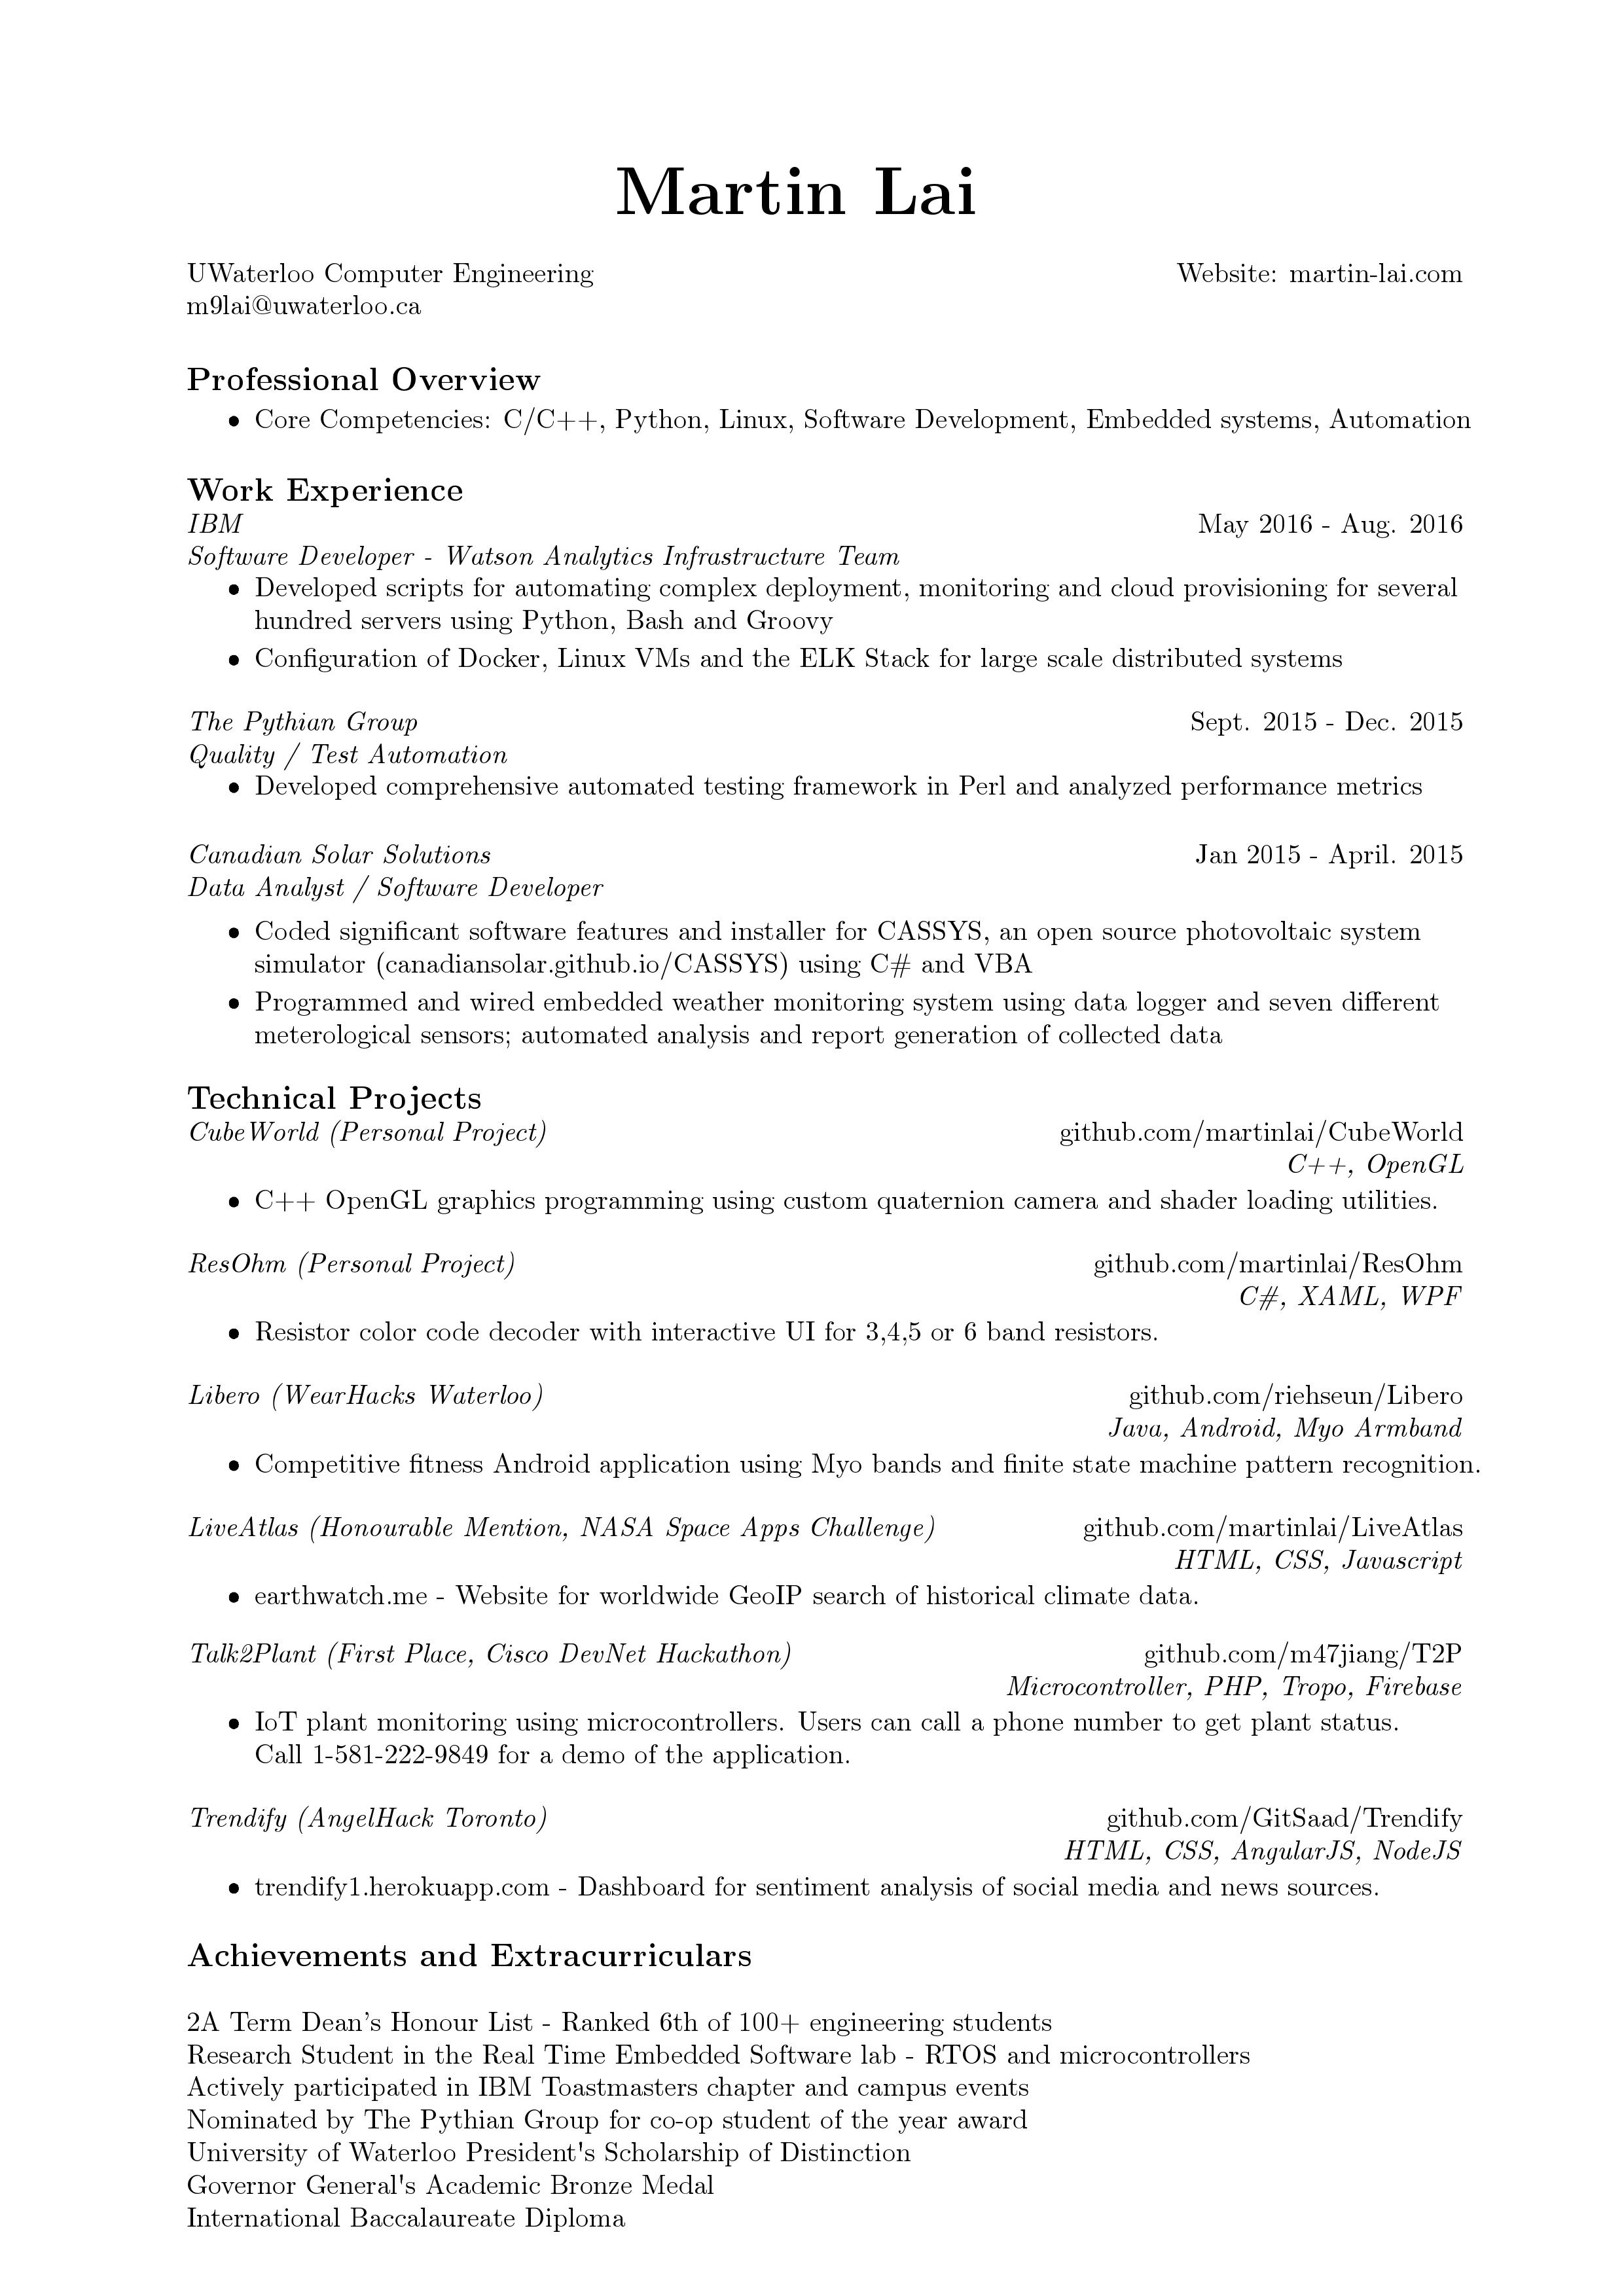 Martin Lai
UWaterloo Computer Engineering Website: martin-lai.com
m9lai@uwaterloo.ca
Professional Overview
• Core Competencies: C/C++, Python, Linux, Software Development, Embedded systems, Automation
Work Experience
IBM May 2016 - Aug. 2016
Software Developer - Watson Analytics Infrastructure Team
• Developed scripts for automating complex deployment, monitoring and cloud provisioning for several
hundred servers using Python, Bash and Groovy
• Configuration of Docker, Linux VMs and the ELK Stack for large scale distributed systems
The Pythian Group Sept. 2015 - Dec. 2015
Quality / Test Automation
• Developed comprehensive automated testing framework in Perl and analyzed performance metrics
Canadian Solar Solutions Jan 2015 - April. 2015
Data Analyst / Software Developer
• Coded significant software features and installer for CASSYS, an open source photovoltaic system
simulator (canadiansolar.github.io/CASSYS) using C# and VBA
• Programmed and wired embedded weather monitoring system using data logger and seven different
meterological sensors; automated analysis and report generation of collected data
Technical Projects
CubeWorld (Personal Project) github.com/martinlai/CubeWorld
C++, OpenGL
• C++ OpenGL graphics programming using custom quaternion camera and shader loading utilities.
ResOhm (Personal Project) github.com/martinlai/ResOhm
C#, XAML, WPF
• Resistor color code decoder with interactive UI for 3,4,5 or 6 band resistors.
Libero (WearHacks Waterloo) github.com/riehseun/Libero
Java, Android, Myo Armband
• Competitive fitness Android application using Myo bands and finite state machine pattern recognition.
LiveAtlas (Honourable Mention, NASA Space Apps Challenge) github.com/martinlai/LiveAtlas
HTML, CSS, Javascript
• earthwatch.me - Website for worldwide GeoIP search of historical climate data.
Talk2Plant (First Place, Cisco DevNet Hackathon) github.com/m47jiang/T2P
Microcontroller, PHP, Tropo, Firebase
• IoT plant monitoring using microcontrollers. Users can call a phone number to get plant status.
Call 1-581-222-9849 for a demo of the application.
Trendify (AngelHack Toronto) github.com/GitSaad/Trendify
HTML, CSS, AngularJS, NodeJS
• trendify1.herokuapp.com - Dashboard for sentiment analysis of social media and news sources.
Achievements and Extracurriculars
2A Term Dean's Honour List - Ranked 6th of 100+ engineering students
Research Student in the Real Time Embedded Software lab - RTOS and microcontrollers
Actively participated in IBM Toastmasters chapter and campus events
Nominated by The Pythian Group for co-op student of the year award
University of Waterloo President's Scholarship of Distinction
Governor General's Academic Bronze Medal
International Baccalaureate Diploma